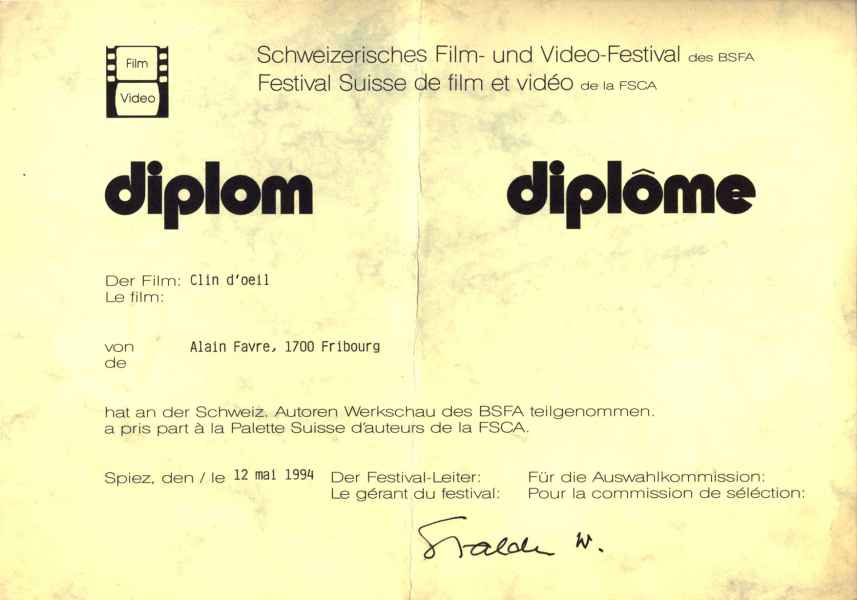 Film
Video
Schweizerisches Film- und Video-Festival des BSFA
Festival Suisse de film et vidéo de la FSCA
diplom diplôme
Der Film: Clin d'oeil
Le film:
von Alain Favre, 1700 Fribourg
de
hat an der Schweiz. Autoren Werkschau des BSFA teilgenommen.
a pris part à la Palette Suisse d'auteurs de la FSCA.
Spiez, den / le 12 mai 1994 Der Festival-Leiter: Für die Auswahlkommission:
Le gérant du festival: Pour la commission de séléction:
W.